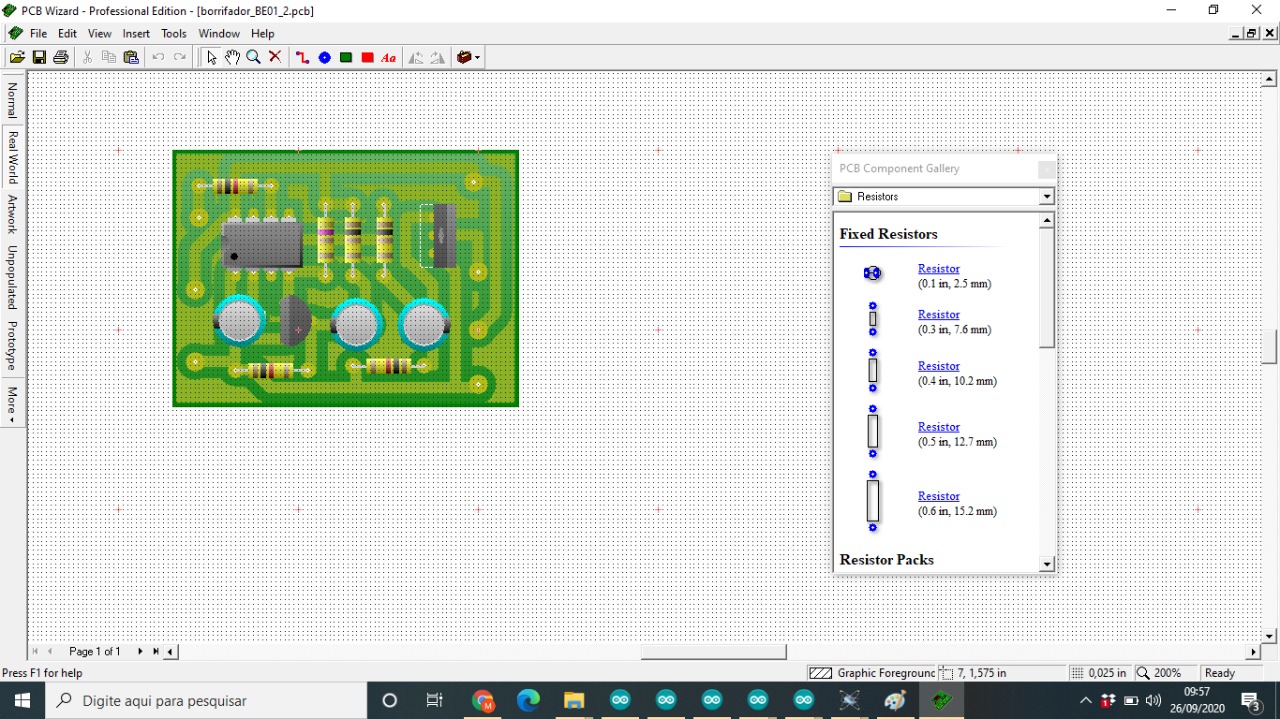 PCB Wizard - Professional Edition - [borrifador_BE01_2.pcb]
File Edit View Insert Tools Window Help
Aa
Normal
Real World
Artwork
Unpopulated
Prototype
More
PCB Component Gallery
Resistors
Fixed Resistors
Resistor
(0.1 in, 2.5 mm)
Resistor
(0.3 in, 7.6 mm)
Resistor
(0.4 in, 10.2 mm)
Resistor
(0.5 in, 12.7 mm)
Resistor
(0.6 in, 15.2 mm)
Resistor Packs
Page 1 of 1
Press F1 for help
Graphic Foreground 7, 1,575 in 0,025 in 200% Ready
Digite aqui para pesquisar
M
1
09:57
26/09/2020
3